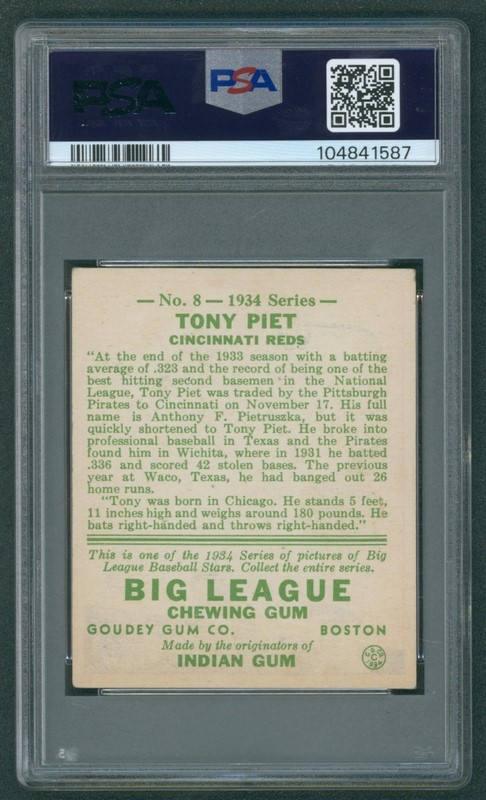 PSA
PSA
104841587
— No. 8 — 1934 Series —
TONY PIET
CINCINNATI REDS
"At the end of the 1933 season with a batting
average of .323 and the record of being one of the
best hitting second basemen in the National
League, Tony Piet was traded by the Pittsburgh
Pirates to Cincinnati on November 17. His full
name is Anthony F. Pietruszka, but it was
quickly shortened to Tony Piet. He broke into
professional baseball in Texas and the Pirates
found him in Wichita, where in 1931 he batted
.336 and scored 42 stolen bases. The previous
year at Waco, Texas, he had banged out 26
home runs.
"Tony was born in Chicago. He stands 5 feet,
11 inches high and weighs around 180 pounds. He
bats right-handed and throws right-handed."
This is one of the 1934 Series of pictures of Big
League Baseball Stars. Collect the entire series.
BIG LEAGUE
CHEWING GUM
GOUDEY GUM CO. BOSTON
Made by the originators of
INDIAN GUM